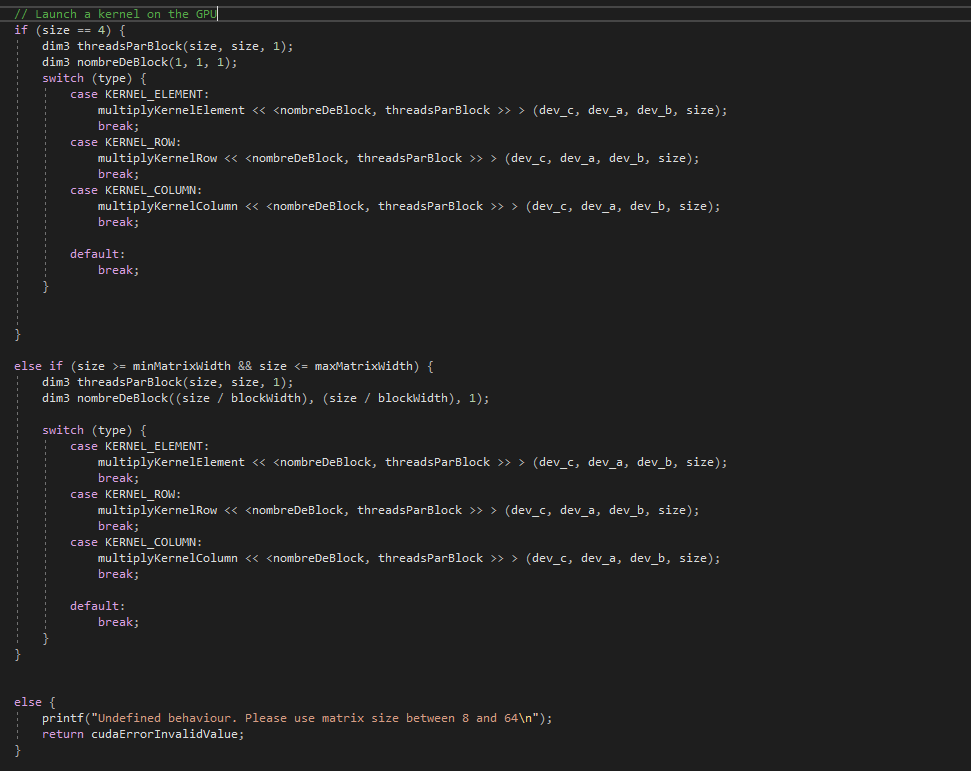 // Launch a kernel on the GPU
if (size == 4) {
    dim3 threadsParBlock(size, size, 1);
    dim3 nombreDeBlock(1, 1, 1);
    switch (type) {
        case KERNEL_ELEMENT:
            multiplyKernelElement << <nombreDeBlock, threadsParBlock >> > (dev_c, dev_a, dev_b, size);
            break;
        case KERNEL_ROW:
            multiplyKernelRow << <nombreDeBlock, threadsParBlock >> > (dev_c, dev_a, dev_b, size);
            break;
        case KERNEL_COLUMN:
            multiplyKernelColumn << <nombreDeBlock, threadsParBlock >> > (dev_c, dev_a, dev_b, size);
            break;
        default:
            break;
    }
}
else if (size >= minMatrixWidth && size <= maxMatrixWidth) {
    dim3 threadsParBlock(size, size, 1);
    dim3 nombreDeBlock((size / blockWidth), (size / blockWidth), 1);
    switch (type) {
        case KERNEL_ELEMENT:
            multiplyKernelElement << <nombreDeBlock, threadsParBlock >> > (dev_c, dev_a, dev_b, size);
            break;
        case KERNEL_ROW:
            multiplyKernelRow << <nombreDeBlock, threadsParBlock >> > (dev_c, dev_a, dev_b, size);
            break;
        case KERNEL_COLUMN:
            multiplyKernelColumn << <nombreDeBlock, threadsParBlock >> > (dev_c, dev_a, dev_b, size);
            break;
        default:
            break;
    }
}
else {
    printf("Undefined behaviour. Please use matrix size between 8 and 64\n");
    return cudaErrorInvalidValue;
}